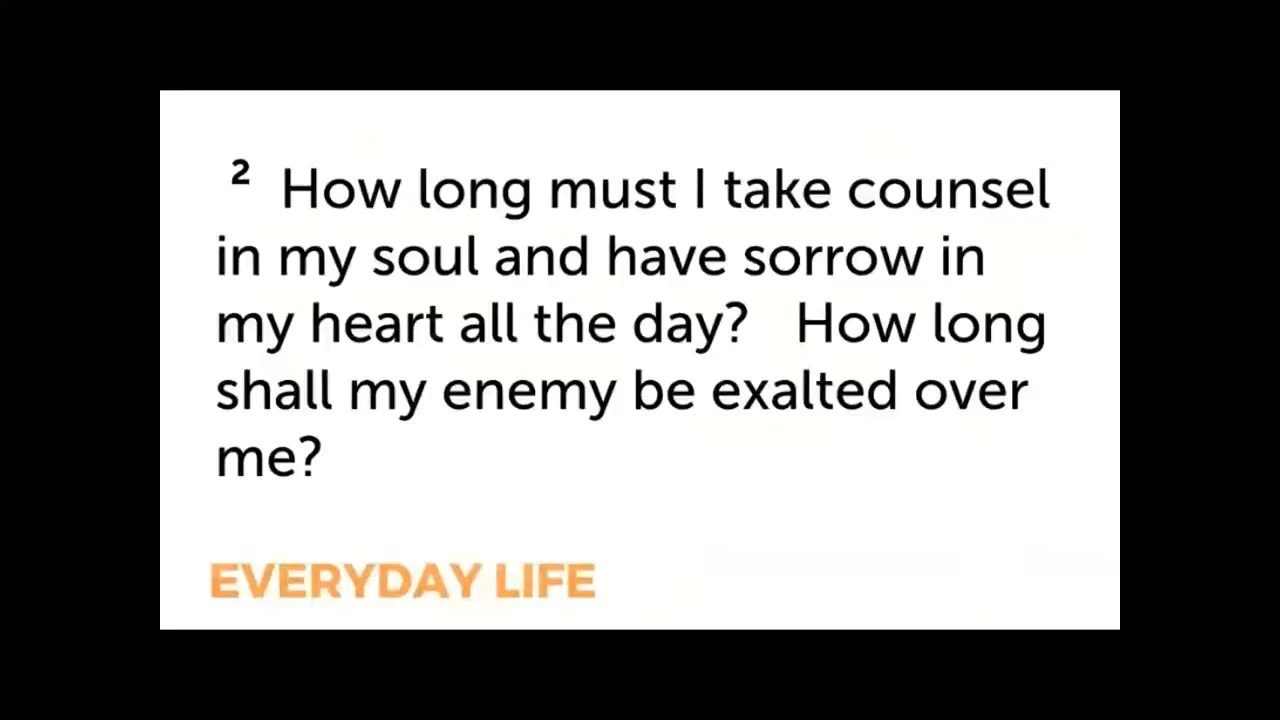 ² How long must I take counsel
in my soul and have sorrow in
my heart all the day? How long
shall my enemy be exalted over
me?
EVERYDAY LIFE